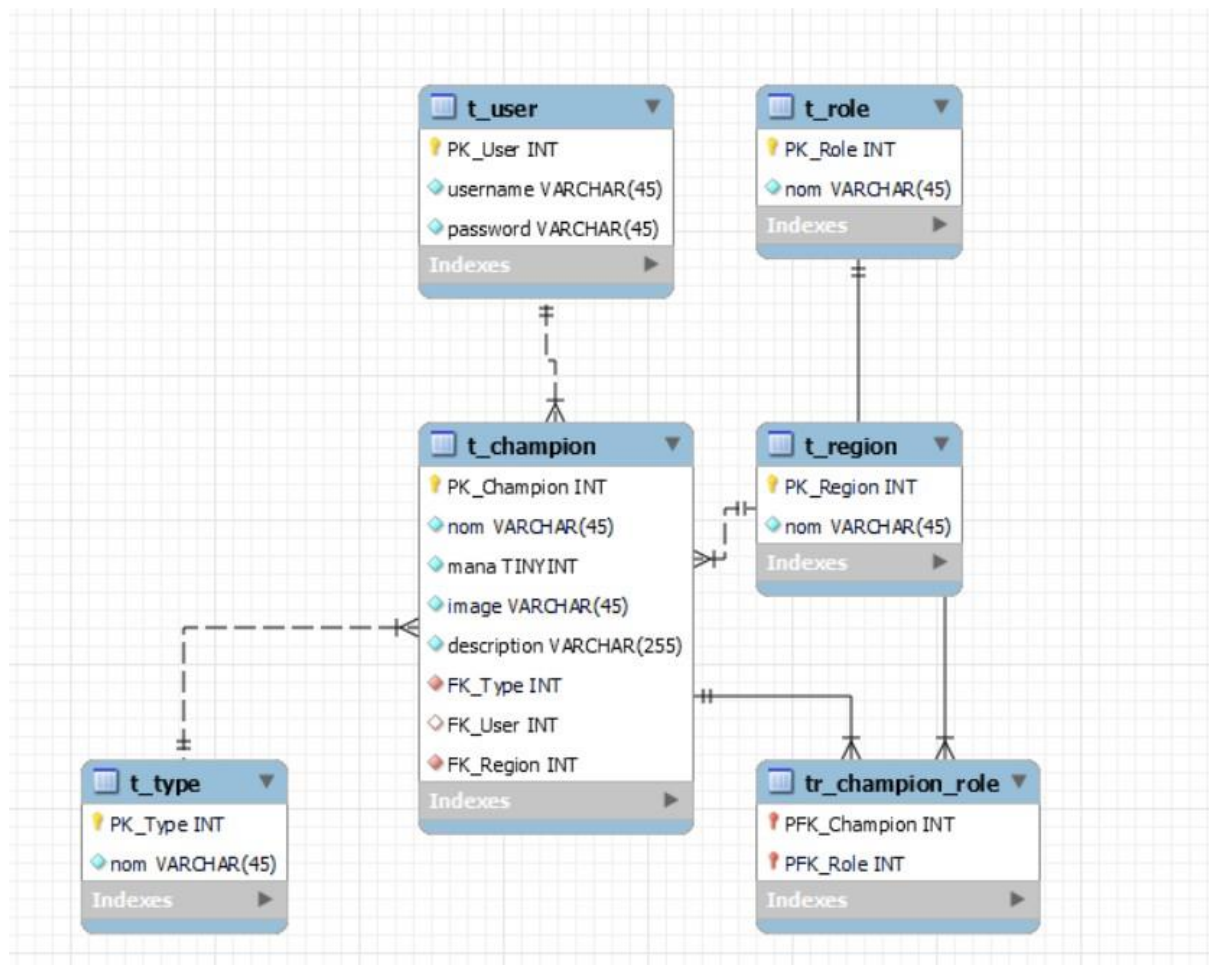 t_user
PK_User INT
username VARCHAR(45)
password VARCHAR(45)
Indexes
t_role
PK_Role INT
nom VARCHAR(45)
Indexes
t_champion
PK_Champion INT
nom VARCHAR(45)
mana TINYINT
image VARCHAR(45)
description VARCHAR(255)
FK_Type INT
FK_User INT
FK_Region INT
Indexes
t_region
PK_Region INT
nom VARCHAR(45)
Indexes
t_type
PK_Type INT
nom VARCHAR(45)
Indexes
tr_champion_role
PFK_Champion INT
PFK_Role INT
Indexes